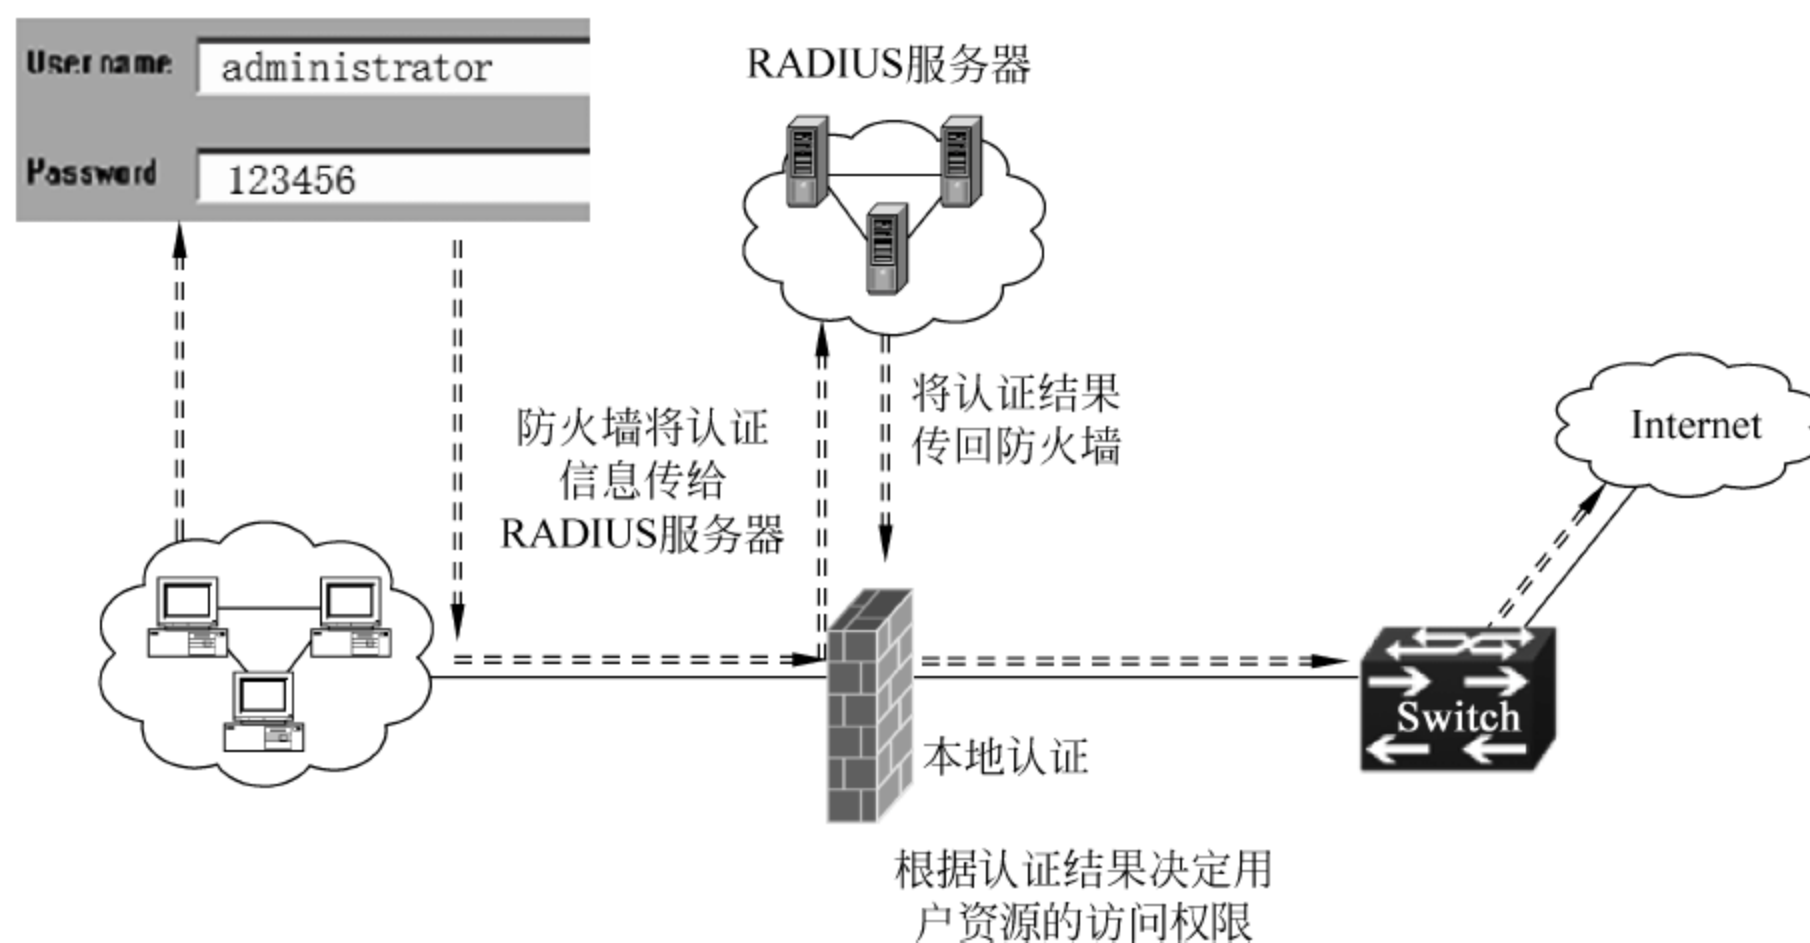 Username administrator
Password 123456
RADIUS服务器
防火墙将认证
信息传给
RADIUS服务器
将认证结果
传回防火墙
Internet
Switch
本地认证
根据认证结果决定用
户资源的访问权限